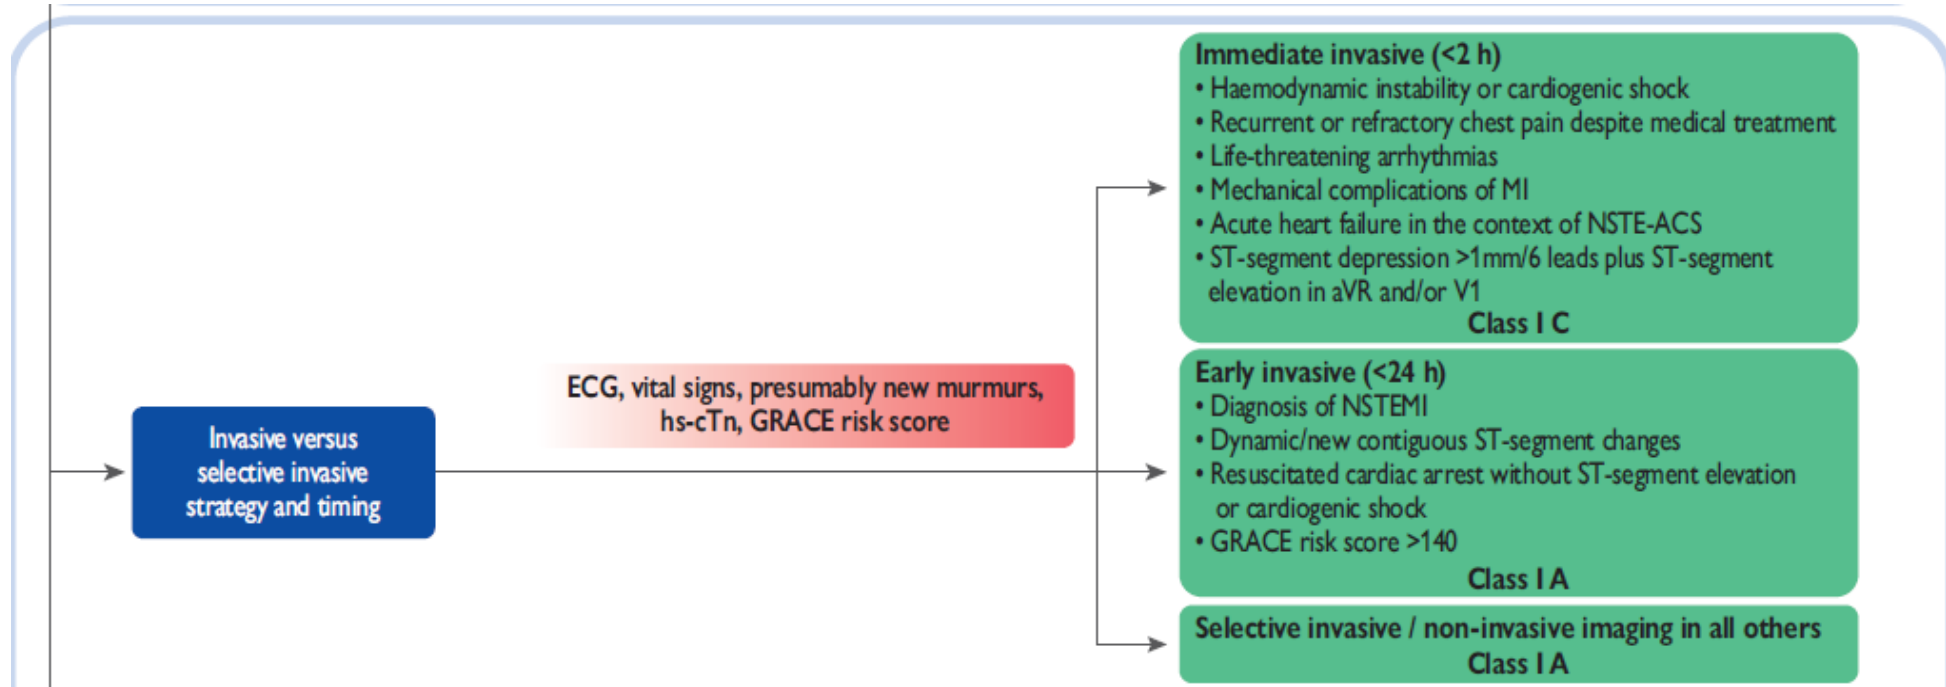 Invasive versus
selective invasive
strategy and timing
ECG, vital signs, presumably new murmurs,
hs-cTn, GRACE risk score
Immediate invasive (<2 h)
• Haemodynamic instability or cardiogenic shock
• Recurrent or refractory chest pain despite medical treatment
• Life-threatening arrhythmias
• Mechanical complications of MI
• Acute heart failure in the context of NSTE-ACS
• ST-segment depression >1mm/6 leads plus ST-segment
elevation in aVR and/or V1
Class I C
Early invasive (<24 h)
• Diagnosis of NSTEMI
• Dynamic/new contiguous ST-segment changes
• Resuscitated cardiac arrest without ST-segment elevation
or cardiogenic shock
• GRACE risk score >140
Class I A
Selective invasive / non-invasive imaging in all others
Class I A